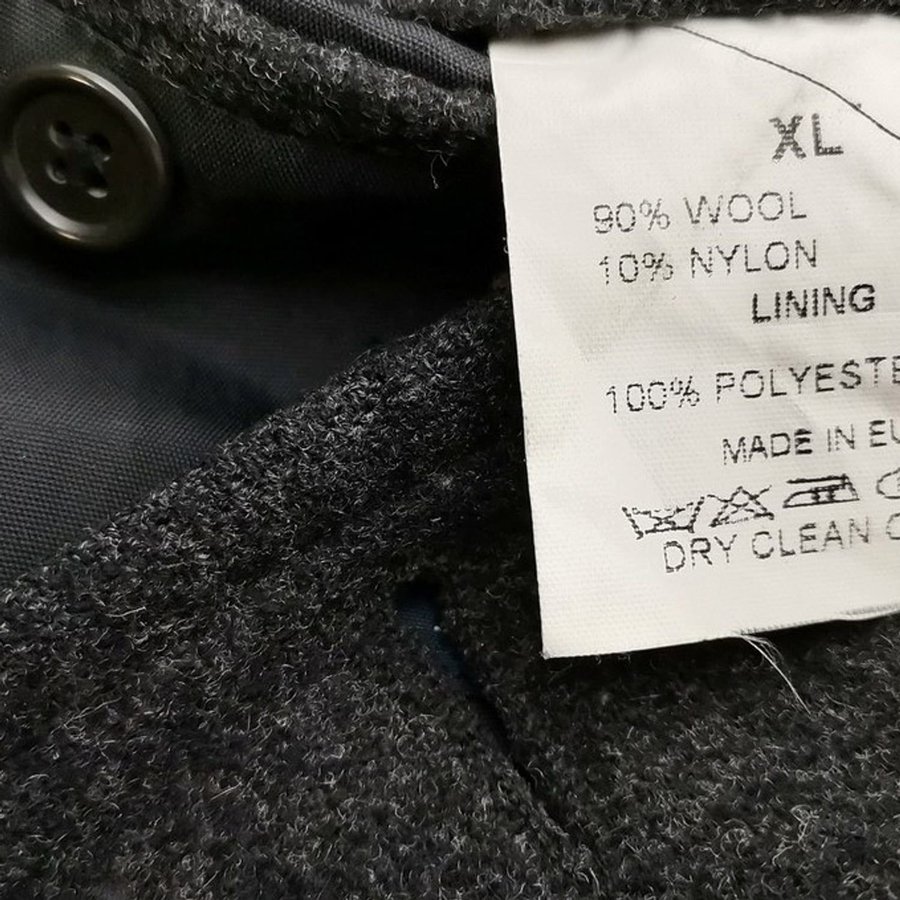 XL
90% WOOL
10% NYLON
LINING
100% POLYESTE
MADE IN EU
DRY CLEAN